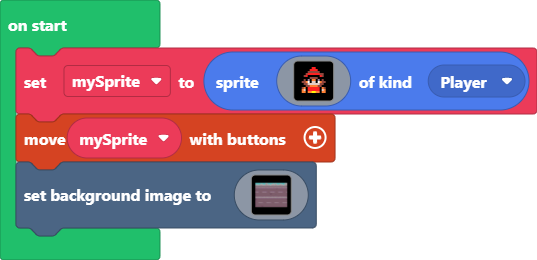 on start
set mySprite to sprite of kind Player
move mySprite with buttons
set background image to